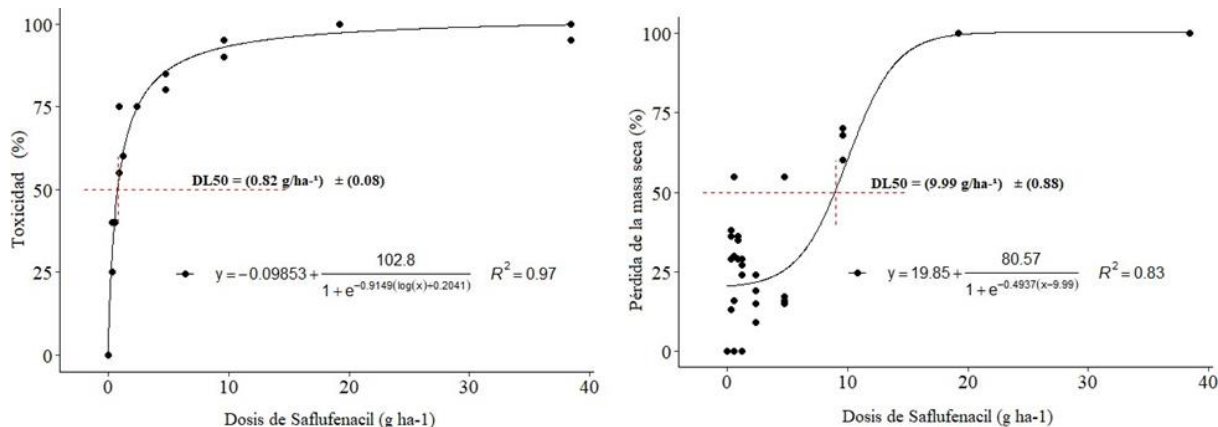 Toxicidad (%)
100
75
50
25
0
DL50 = (0.82 g/ha⁻¹) ± (0.08)
y = −0.09853 + 102.8 / 1 + e^−0.9149(log(x)+0.2041) R² = 0.97
0 10 20 30 40
Dosis de Saflufenacil (g ha-1)
Pérdida de la masa seca (%)
100
75
50
25
0
DL50 = (9.99 g/ha⁻¹) ± (0.88)
y = 19.85 + 80.57 / 1 + e^−0.4937(x−9.99) R² = 0.83
0 10 20 30 40
Dosis de Saflufenacil (g ha-1)